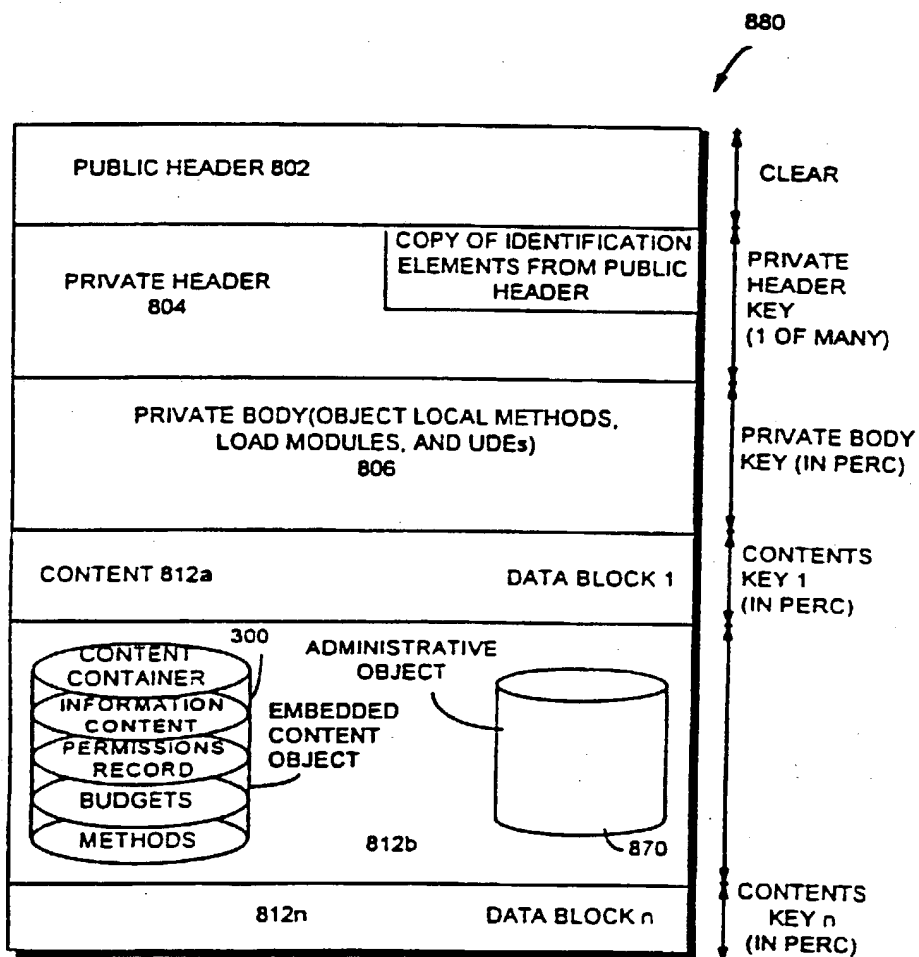 880
PUBLIC HEADER 802
CLEAR
COPY OF IDENTIFICATION
ELEMENTS FROM PUBLIC
HEADER
PRIVATE HEADER
804
PRIVATE
HEADER
KEY
(1 OF MANY)
PRIVATE BODY(OBJECT LOCAL METHODS,
LOAD MODULES, AND UDEs)
806
PRIVATE BODY
KEY (IN PERC)
CONTENT 812a
DATA BLOCK 1
CONTENTS
KEY 1
(IN PERC)
300
CONTENT
CONTAINER
INFORMATION
CONTENT
PERMISSIONS
RECORD
BUDGETS
METHODS
EMBEDDED
CONTENT
OBJECT
ADMINISTRATIVE
OBJECT
812b
870
812n
DATA BLOCK n
CONTENTS
KEY n
(IN PERC)